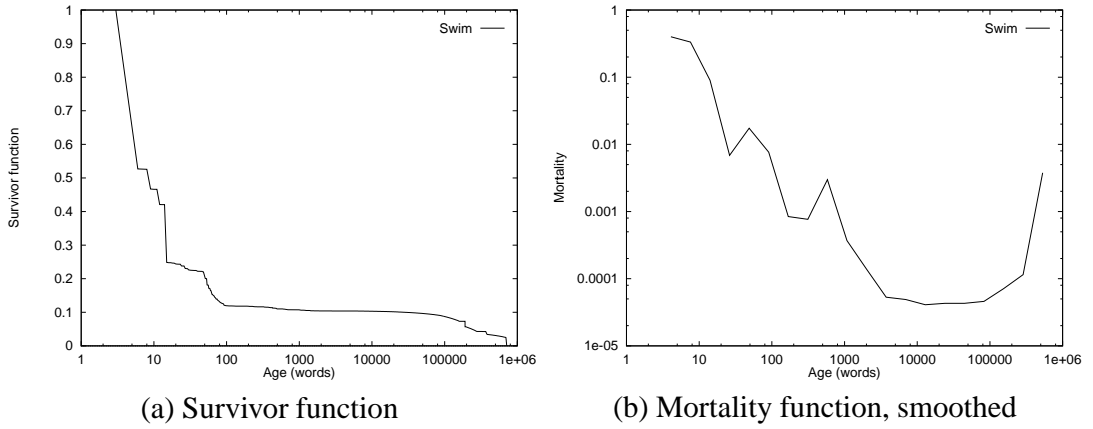 Survivor function
1
0.9
0.8
0.7
0.6
0.5
0.4
0.3
0.2
0.1
0
1 10 100 1000 10000 100000 1e+06
Age (words)
Swim
(a) Survivor function
Mortality
1
0.1
0.01
0.001
0.0001
1e-05
1 10 100 1000 10000 100000 1e+06
Age (words)
Swim
(b) Mortality function, smoothed